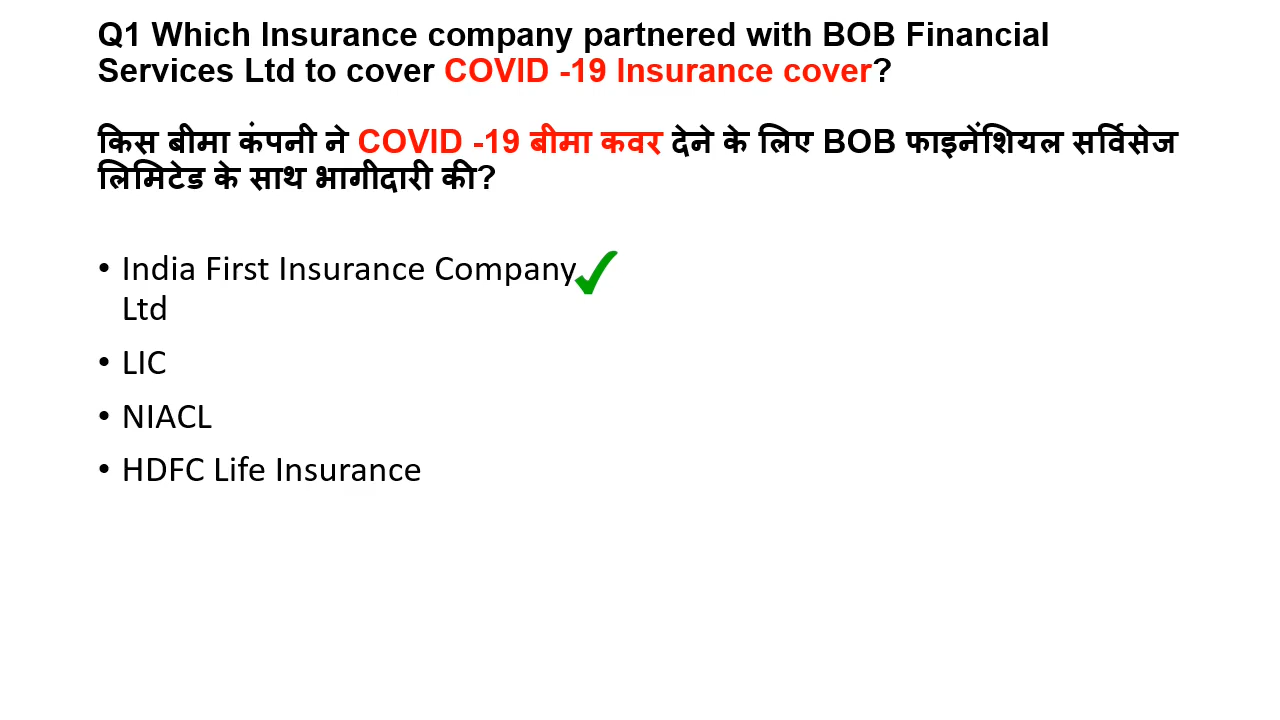 Q1 Which Insurance company partnered with BOB Financial
Services Ltd to cover COVID -19 Insurance cover?
किस बीमा कंपनी ने COVID -19 बीमा कवर देने के लिए BOB फाइनेंशियल सर्विसेज
लिमिटेड के साथ भागीदारी की?
• India First Insurance Company
Ltd
• LIC
• NIACL
• HDFC Life Insurance